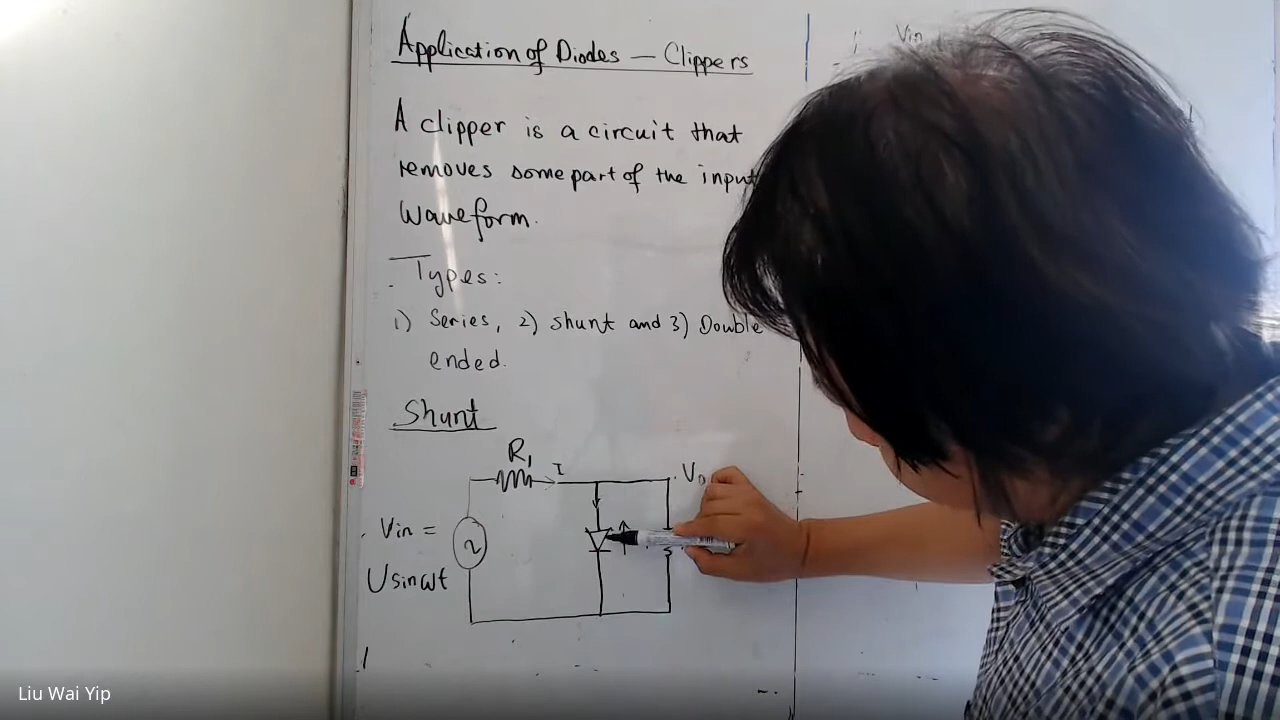 Application of Diodes — Clippers
Vin
A clipper is a circuit that
removes some part of the input
waveform.
Types:
1) Series, 2) shunt and 3) Double
ended.
Shunt
R₁
I
Vin =
Usinωt
Liu Wai Yip